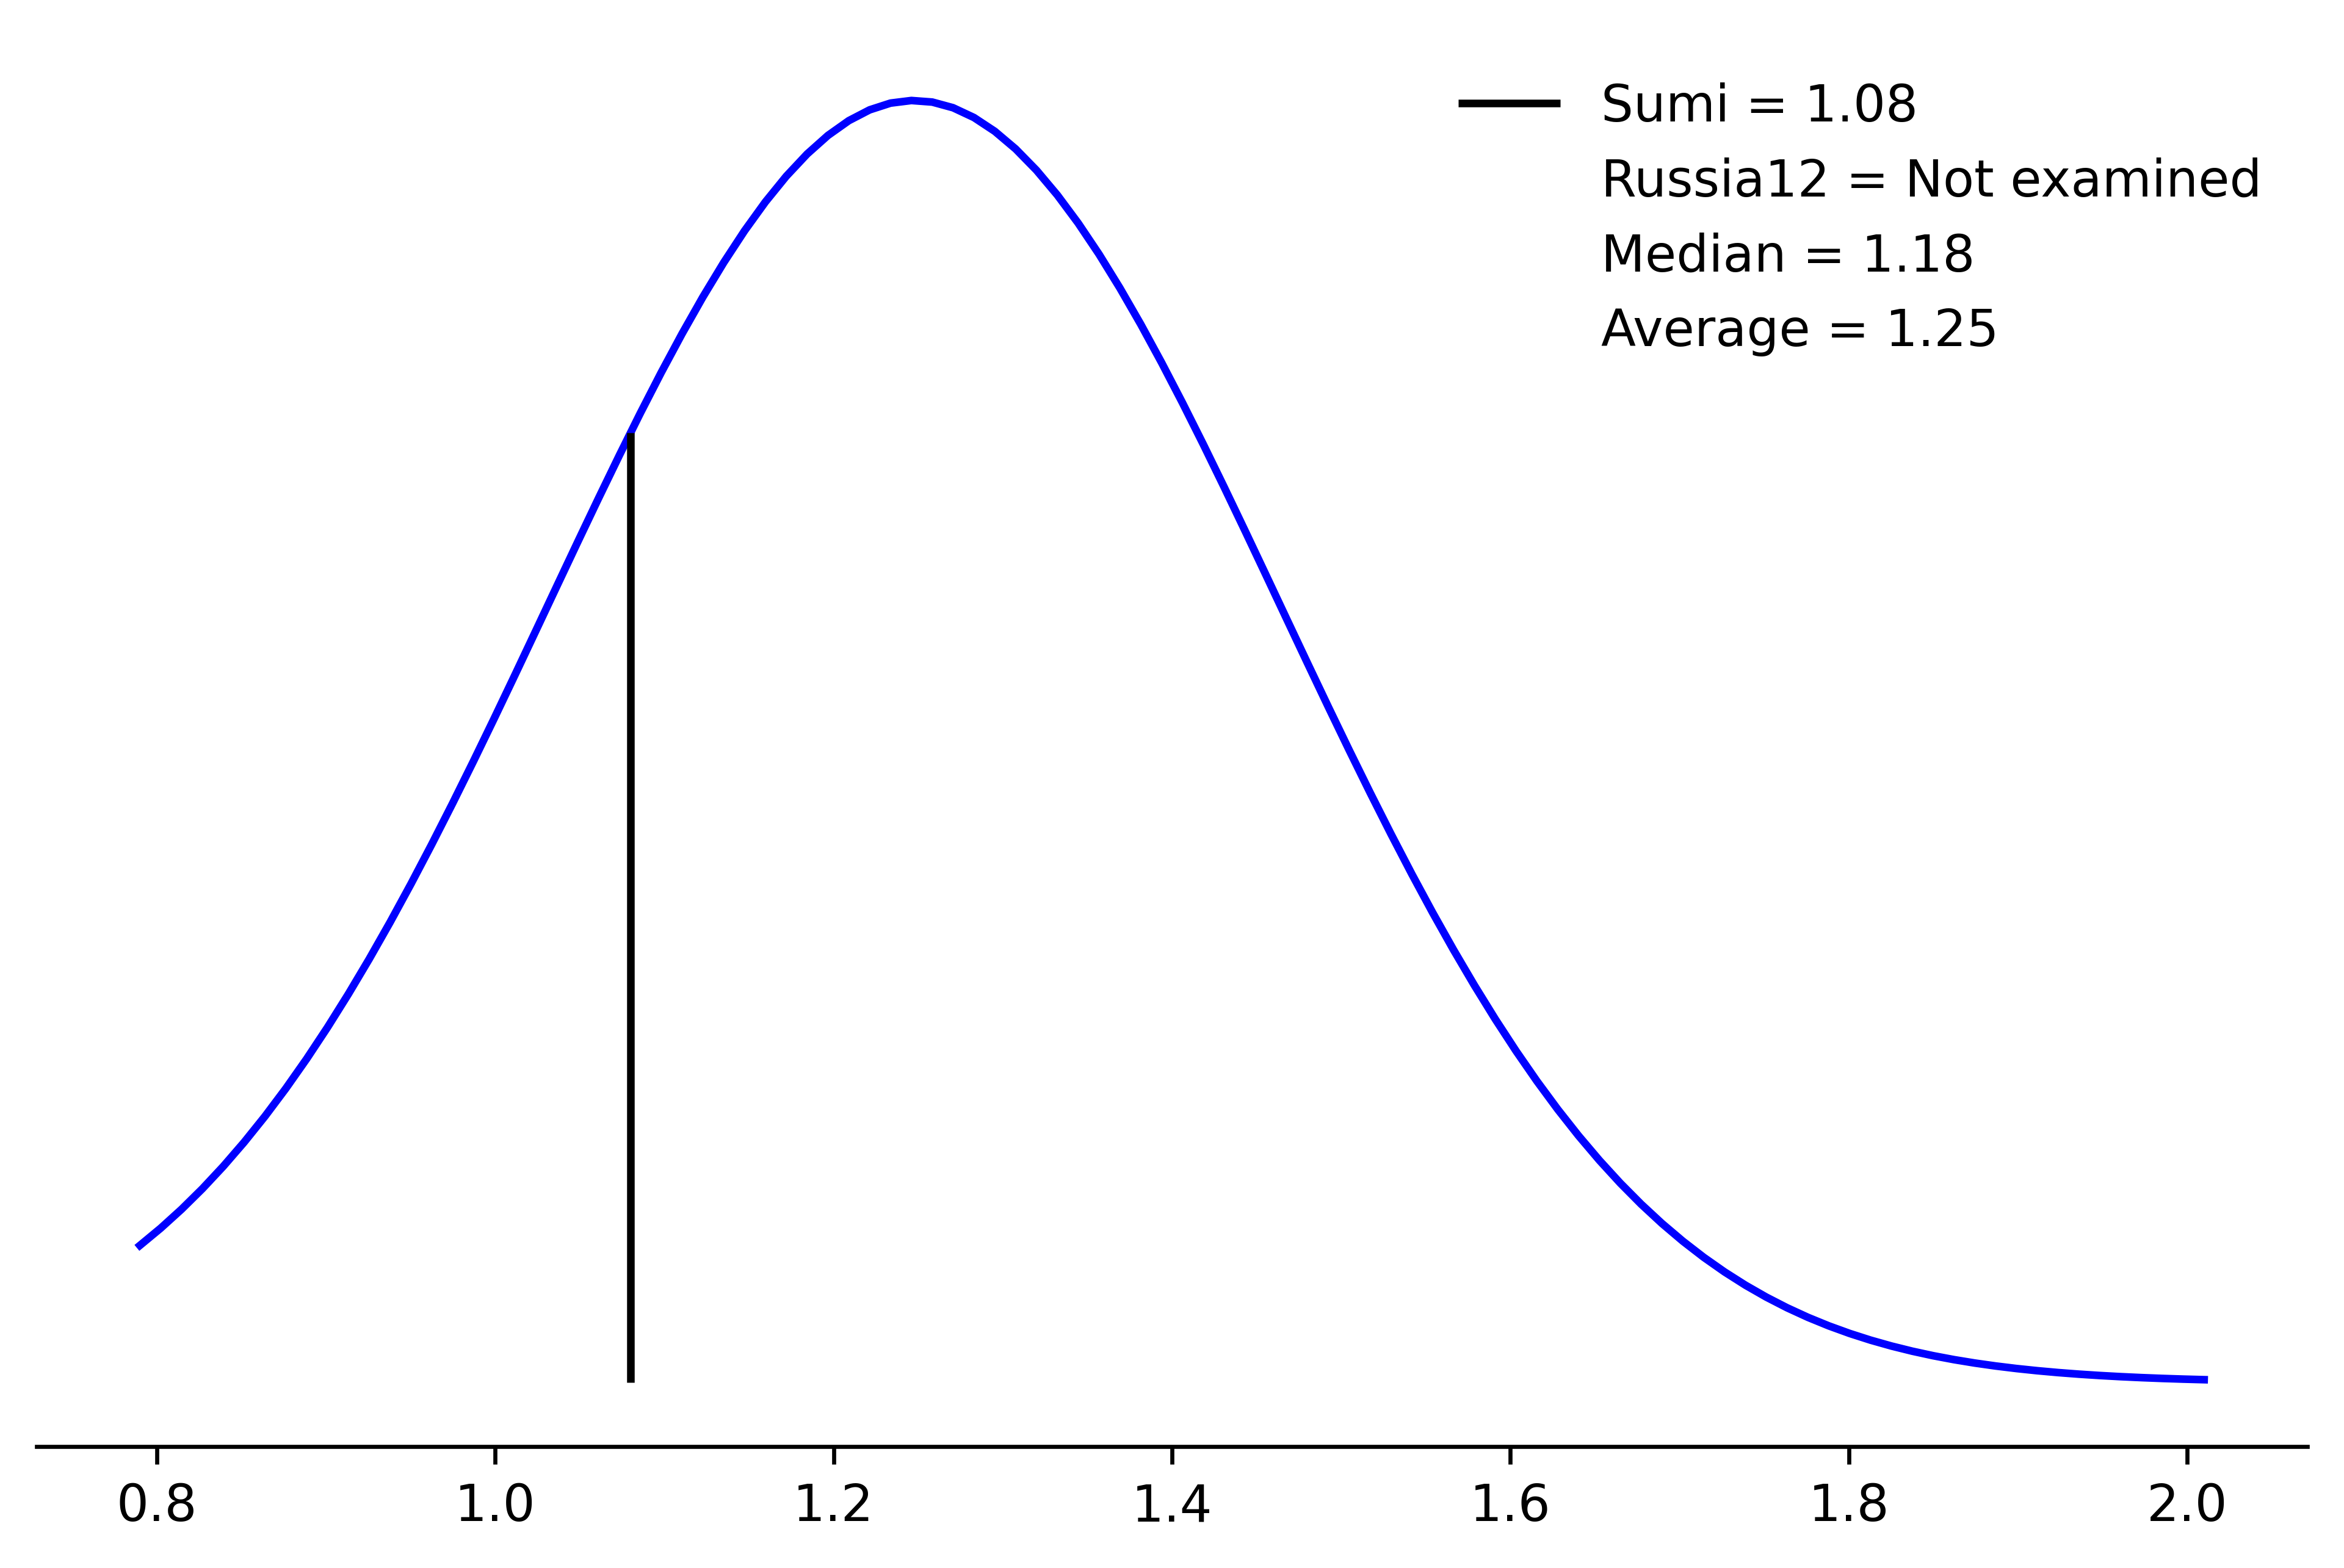 Sumi = 1.08
Russia12 = Not examined
Median = 1.18
Average = 1.25
0.8 1.0 1.2 1.4 1.6 1.8 2.0